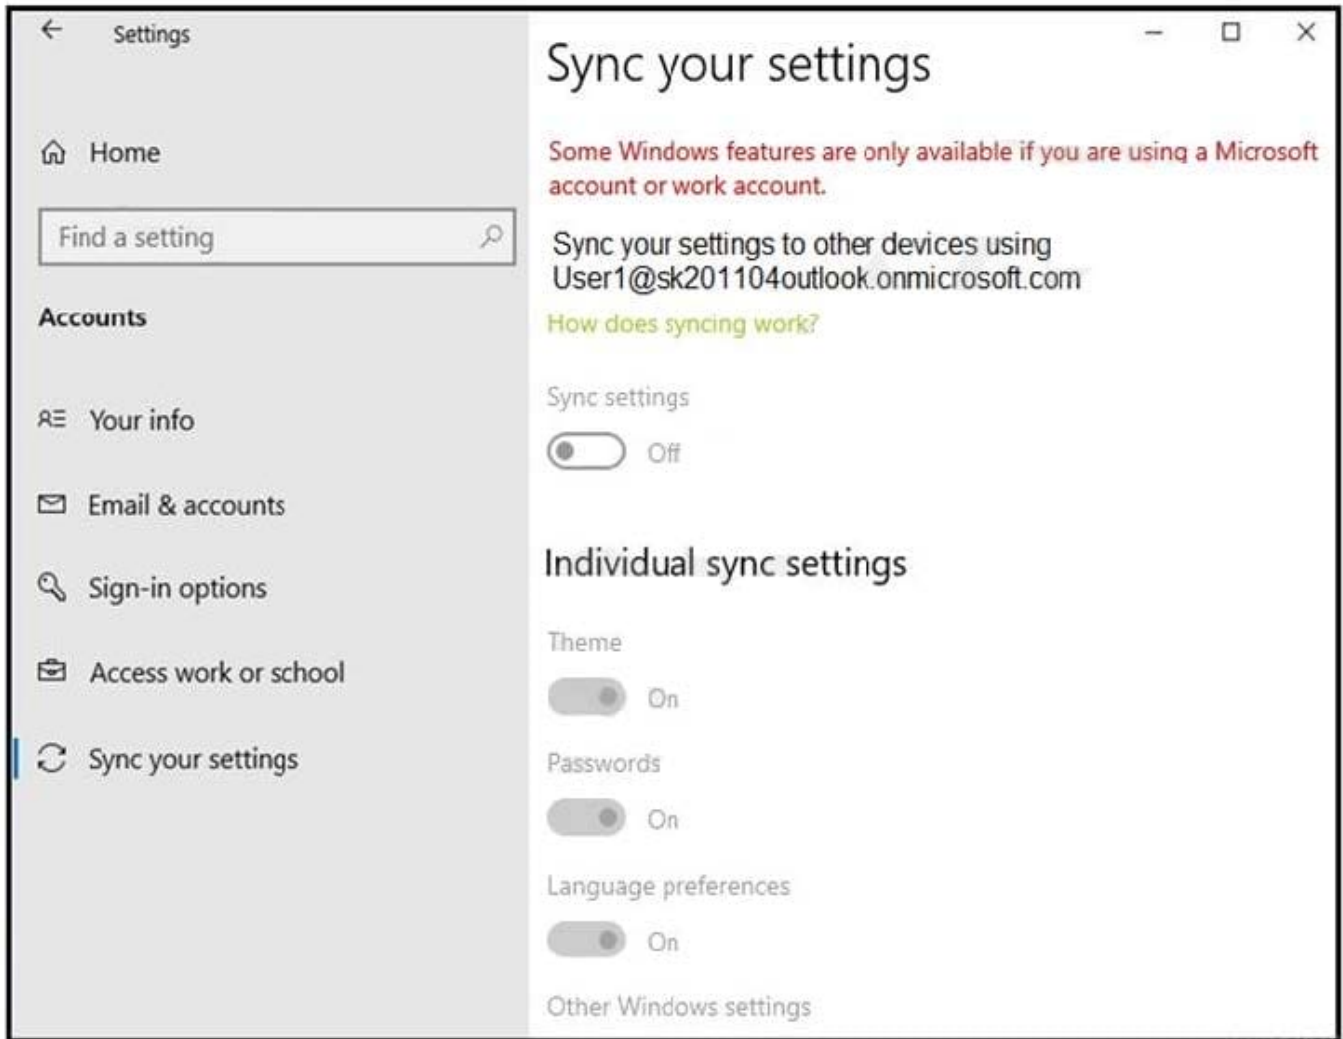 Settings
Home
Find a setting
Accounts
Your info
Email & accounts
Sign-in options
Access work or school
Sync your settings
Sync your settings
Some Windows features are only available if you are using a Microsoft
account or work account.
Sync your settings to other devices using
User1@sk201104outlook.onmicrosoft.com
How does syncing work?
Sync settings
Off
Individual sync settings
Theme
On
Passwords
On
Language preferences
On
Other Windows settings